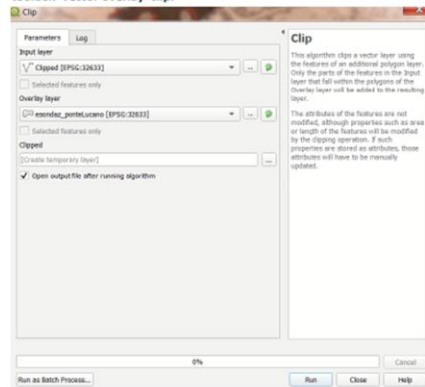 Clip
Parameters
Log
Input layer
Clipped [EPSG:32633]
...
Selected features only
Overlay layer
esondaz_ponteLucano [EPSG:32633]
...
Selected features only
Clipped
[Create temporary layer]
...
Open output file after running algorithm
Clip
This algorithm clips a vector layer using
the features of an additional polygon layer.
Only the parts of the features in the Input
layer that fall within the polygons of the
Overlay layer will be added to the resulting
layer.
The attributes of the features are not
modified, although properties such as area
or length of the features will be modified
by the clipping operation. If such
properties are stored as attributes, those
attributes will have to be manually
updated.
0%
Cancel
Run as Batch Process...
Run
Close
Help